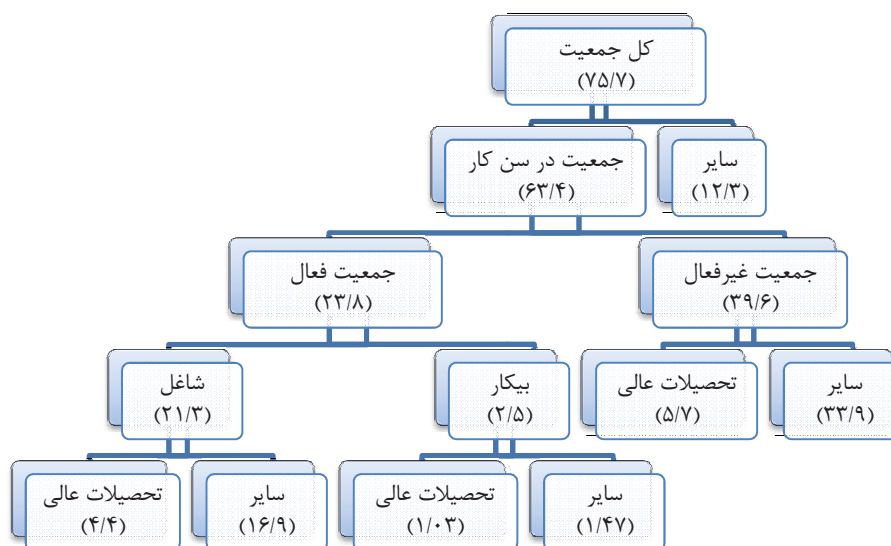 کل جمعیت
(۷۵/۷)
جمعیت در سن کار
(۶۳/۴)
سایر
(۱۲/۳)
جمعیت فعال
(۲۳/۸)
جمعیت غیرفعال
(۳۹/۶)
شاغل
(۲۱/۳)
بیکار
(۲/۵)
تحصیلات عالی
(۵/۷)
سایر
(۳۳/۹)
تحصیلات عالی
(۴/۴)
سایر
(۱۶/۹)
تحصیلات عالی
(۱/۰۳)
سایر
(۱/۴۷)